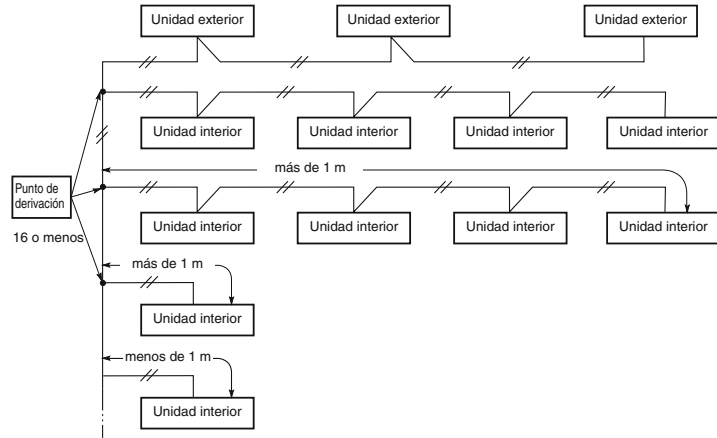 Unidad exterior Unidad exterior Unidad exterior
Unidad interior Unidad interior Unidad interior Unidad interior
más de 1 m
Punto de
derivación
16 o menos
Unidad interior Unidad interior Unidad interior Unidad interior
más de 1 m
Unidad interior
menos de 1 m
Unidad interior